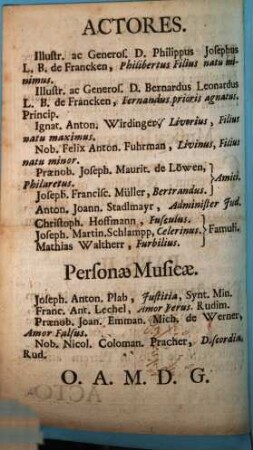 ACTORES.
Illustr. ac Generos. D. Philippus Josephus
L. B. de Francken, Philibertus Filius natu mi-
nimus.
Illustr. ac Generos. D. Bernardus Leonardus
L. B. de Francken, Fernandus prioris agnatus.
Princip.
Ignat. Anton. Wirdinger, Livorius, Filius
natu maximus.
Nob. Felix Anton. Fuhrman, Livinus, Filius
natu minor.
Prænob. Joseph. Maurit. de Löwen,
Philaretus.
Amici.
Joseph. Francisc. Müller, Bertrandus.
Anton. Joann. Stadlmayr, Administer Jud.
Christoph. Hoffmann, Fusculus.
Joseph. Martin. Schlampp, Celerinus. Famuli.
Mathias Waltherr, Furbilius.
Personæ Musicæ.
Joseph. Anton. Plab, Justitia, Synt. Min.
Franc. Ant. Lechel, Amor Verus. Rudim.
Prænob. Joan. Emman. Mich. de Werner,
Amor Falsus.
Nob. Nicol. Coloman. Pracher, Discordia,
Rud.
O. A. M. D. G.